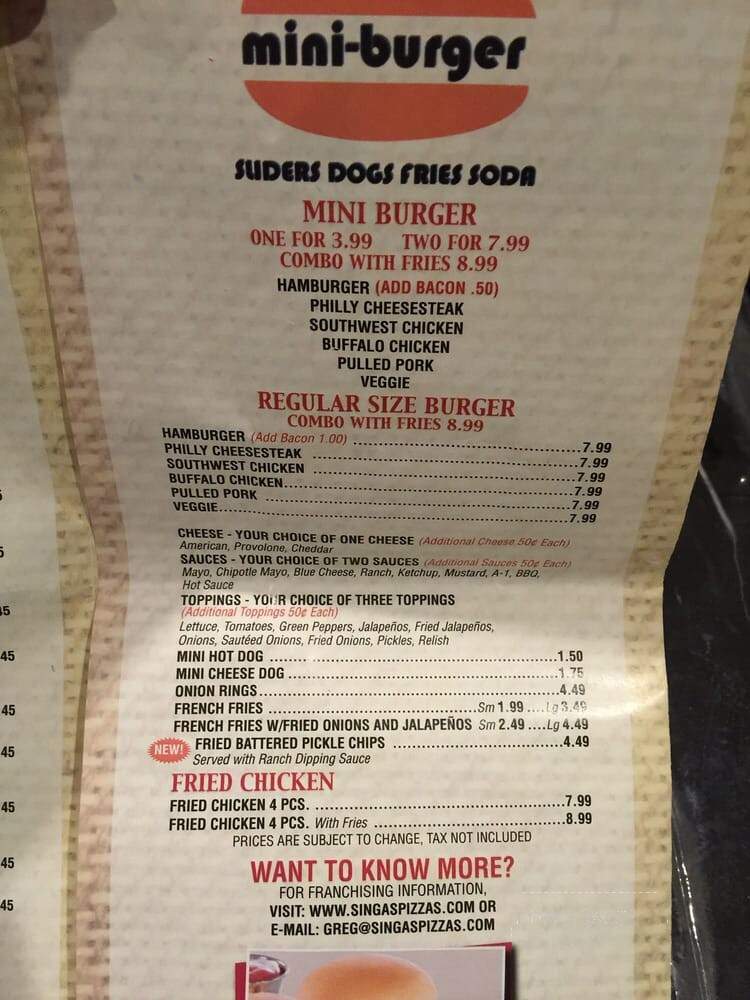 mini-burger
SLIDERS DOGS FRIES SODA
MINI BURGER
ONE FOR 3.99 TWO FOR 7.99
COMBO WITH FRIES 8.99
HAMBURGER (ADD BACON .50)
PHILLY CHEESESTEAK
SOUTHWEST CHICKEN
BUFFALO CHICKEN
PULLED PORK
VEGGIE
REGULAR SIZE BURGER
COMBO WITH FRIES 8.99
HAMBURGER (Add Bacon 1.00) ........ 7.99
PHILLY CHEESESTEAK ........ 7.99
SOUTHWEST CHICKEN ........ 7.99
BUFFALO CHICKEN ........ 7.99
PULLED PORK ........ 7.99
VEGGIE ........ 7.99
CHEESE - YOUR CHOICE OF ONE CHEESE (Additional Cheese 50¢ Each)
American, Provolone, Cheddar
SAUCES - YOUR CHOICE OF TWO SAUCES (Additional Sauces 50¢ Each)
Mayo, Chipotle Mayo, Blue Cheese, Ranch, Ketchup, Mustard, A-1, BBQ,
Hot Sauce
TOPPINGS - YOUR CHOICE OF THREE TOPPINGS
(Additional Toppings 50¢ Each)
Lettuce, Tomatoes, Green Peppers, Jalapeños, Fried Jalapeños,
Onions, Sautéed Onions, Fried Onions, Pickles, Relish
MINI HOT DOG ........ 1.50
MINI CHEESE DOG ........ 1.75
ONION RINGS ........ 4.49
FRENCH FRIES ........ Sm 1.99 .... Lg 3.49
FRENCH FRIES W/FRIED ONIONS AND JALAPEÑOS Sm 2.49 .... Lg 4.49
NEW! FRIED BATTERED PICKLE CHIPS ........ 4.49
Served with Ranch Dipping Sauce
FRIED CHICKEN
FRIED CHICKEN 4 PCS. ........ 7.99
FRIED CHICKEN 4 PCS. With Fries ........ 8.99
PRICES ARE SUBJECT TO CHANGE, TAX NOT INCLUDED
WANT TO KNOW MORE?
FOR FRANCHISING INFORMATION,
VISIT: WWW.SINGASPIZZAS.COM OR
E-MAIL: GREG@SINGASPIZZAS.COM
45
45
45
45
45
45